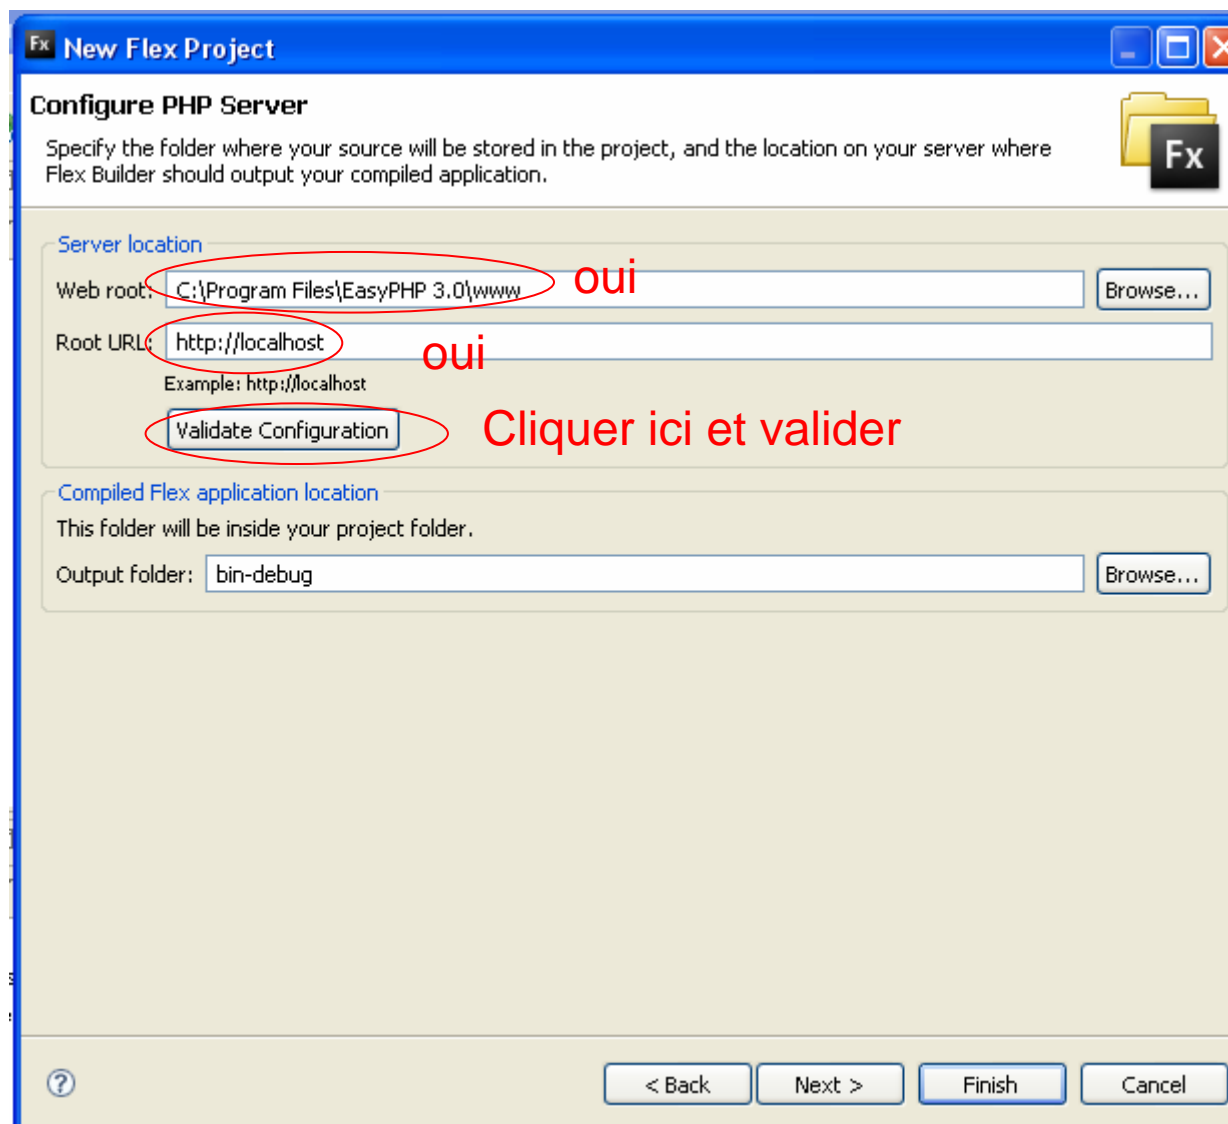 Fx New Flex Project
Configure PHP Server
Specify the folder where your source will be stored in the project, and the location on your server where
Flex Builder should output your compiled application.
Fx
Server location
Web root: C:\Program Files\EasyPHP 3.0\www oui Browse...
Root URL: http://localhost oui
Example: http://localhost
Validate Configuration Cliquer ici et valider
Compiled Flex application location
This folder will be inside your project folder.
Output folder: bin-debug Browse...
? < Back Next > Finish Cancel